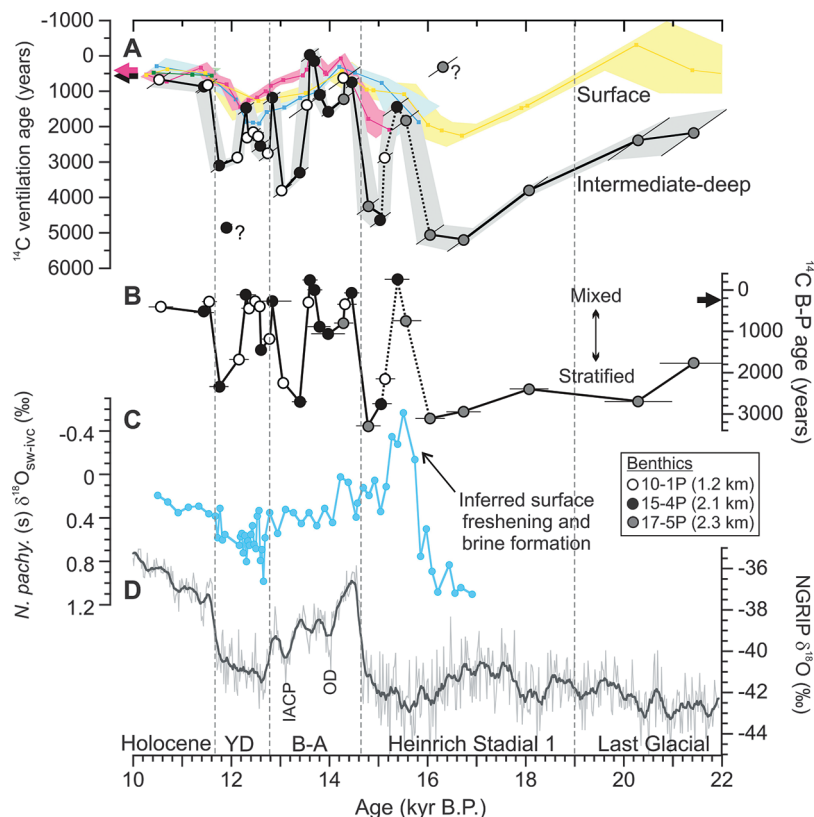 -1000
0
1000
2000
3000
4000
5000
6000
¹⁴C ventilation age (years)
A
?
?
Surface
Intermediate-deep
B
Mixed
Stratified
0
1000
2000
3000
¹⁴C B-P age (years)
C
-0.4
0
0.4
0.8
1.2
N. pachy. (s) δ¹⁸Osw-ivc (‰)
Inferred surface
freshening and
brine formation
Benthics
10-1P (1.2 km)
15-4P (2.1 km)
17-5P (2.3 km)
D
IACP
OD
-36
-38
-40
-42
-44
NGRIP δ¹⁸O (‰)
Holocene YD B-A Heinrich Stadial 1 Last Glacial
10 12 14 16 18 20 22
Age (kyr B.P.)